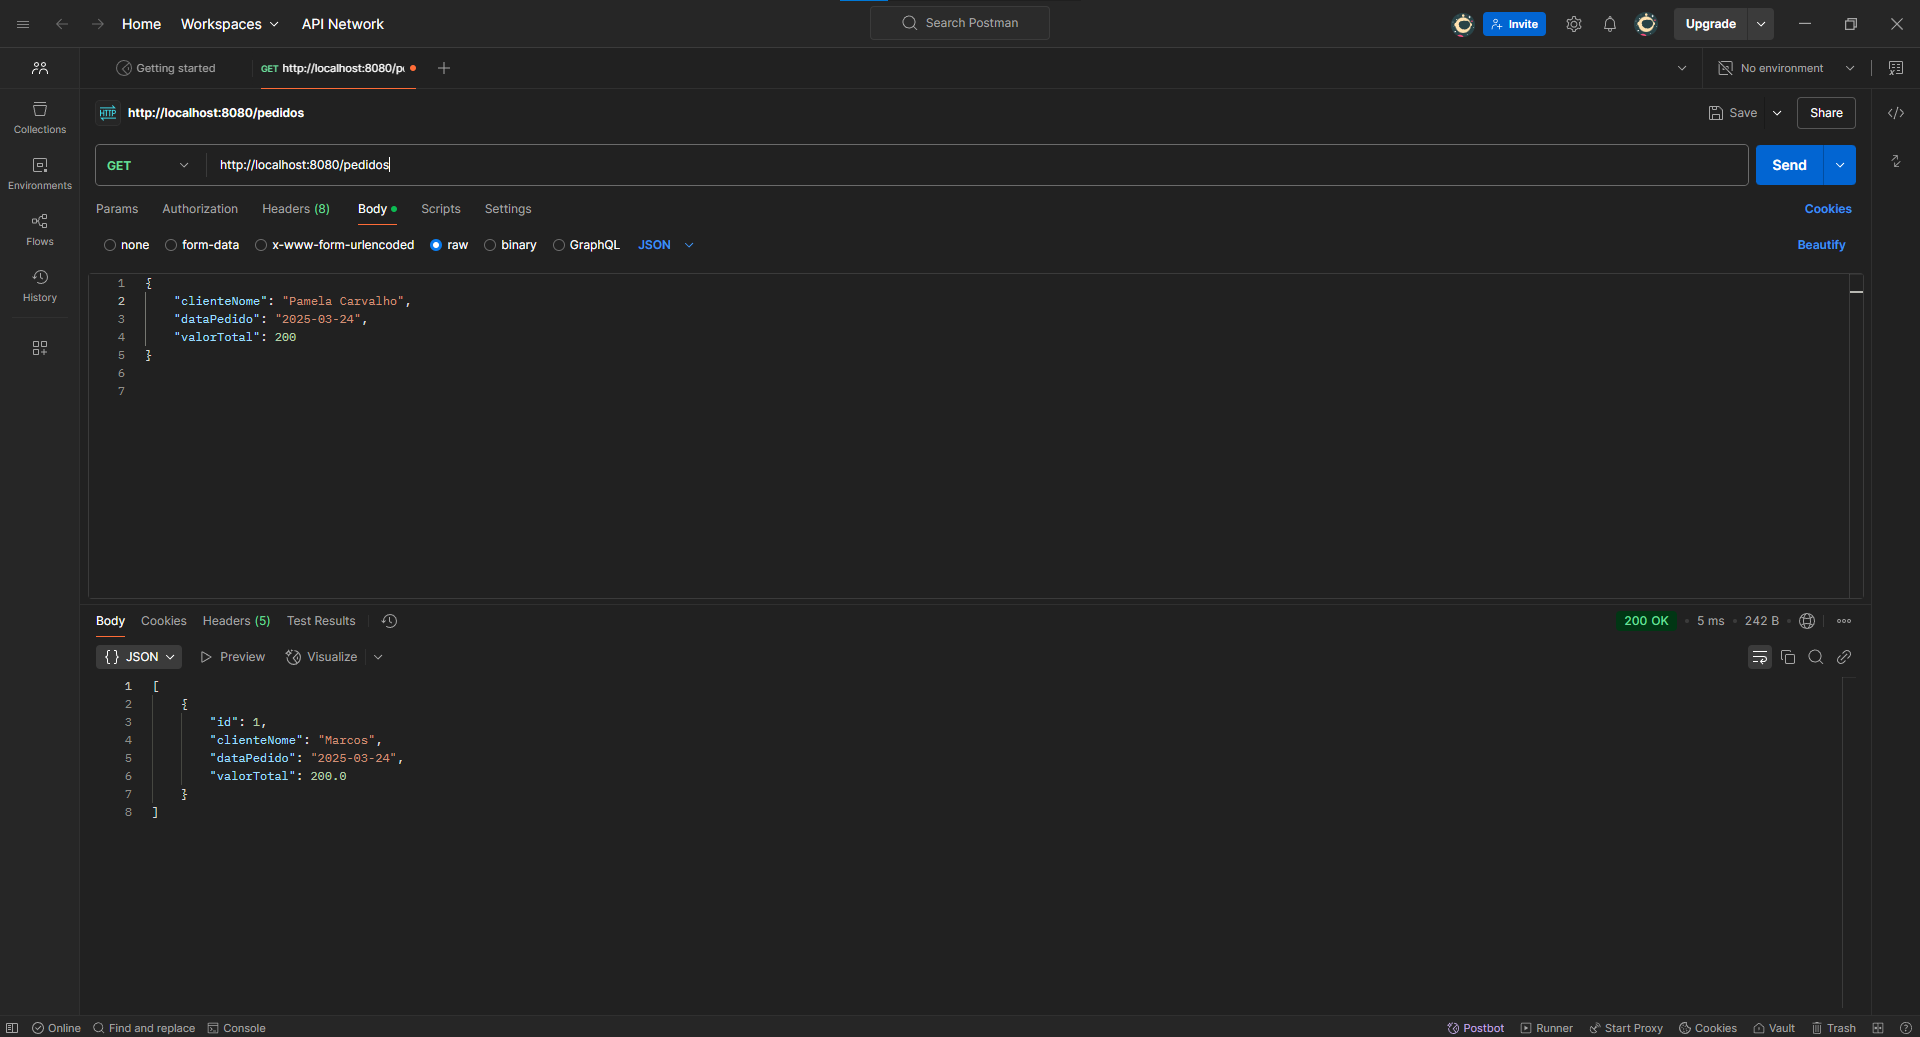 Home Workspaces API Network Search Postman Invite Upgrade
Getting started GET http://localhost:8080/p No environment
HTTP http://localhost:8080/pedidos Save Share
Collections
GET http://localhost:8080/pedidos Send
Environments
Params Authorization Headers (8) Body Scripts Settings Cookies
Flows
none form-data x-www-form-urlencoded raw binary GraphQL JSON Beautify
History
1 {
2 "clienteNome": "Pamela Carvalho",
3 "dataPedido": "2025-03-24",
4 "valorTotal": 200
5 }
6
7
Body Cookies Headers (5) Test Results 200 OK • 5 ms • 242 B •
{} JSON Preview Visualize
1 [
2 {
3 "id": 1,
4 "clienteNome": "Marcos",
5 "dataPedido": "2025-03-24",
6 "valorTotal": 200.0
7 }
8 ]
Online Find and replace Console Postbot Runner Start Proxy Cookies Vault Trash